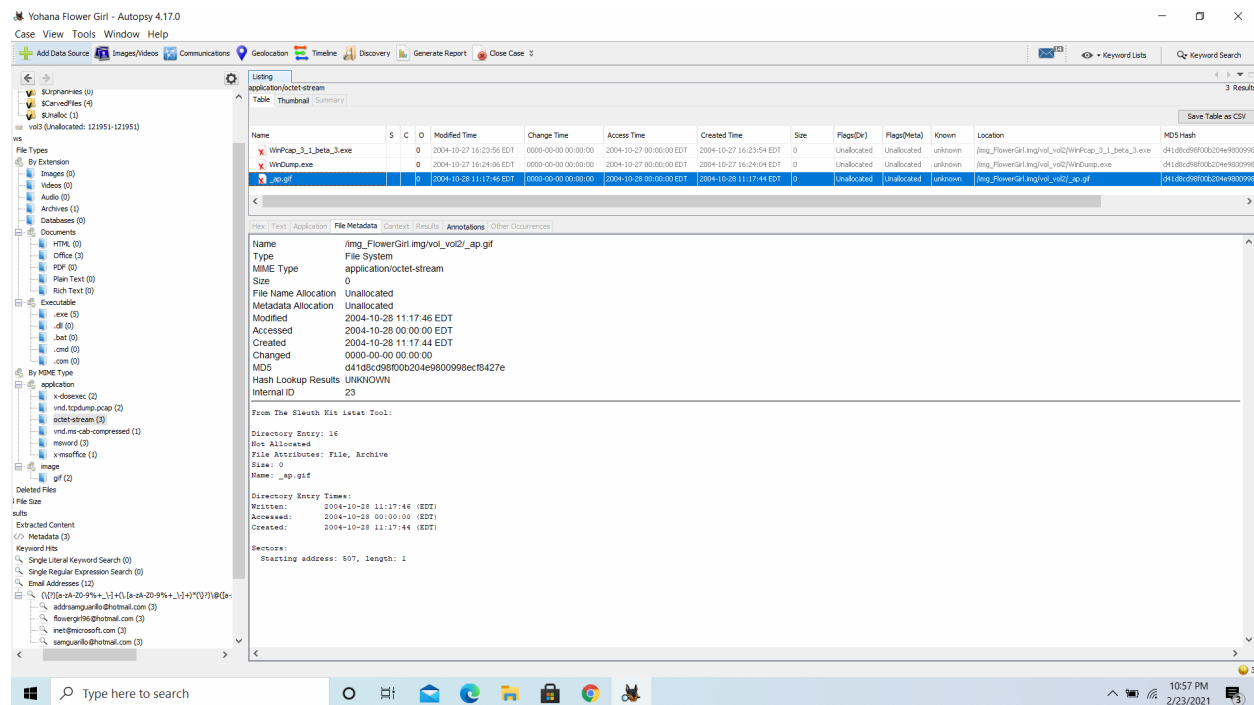 Yohana Flower Girl - Autopsy 4.17.0
Case View Tools Window Help
Add Data Source Images/Videos Communications Geolocation Timeline Discovery Generate Report Close Case 14 Keyword Lists Keyword Search
Listing
application/octet-stream 3 Results
Table Thumbnail Summary
Save Table as CSV
Name S C O Modified Time Change Time Access Time Created Time Size Flags(Dir) Flags(Meta) Known Location MD5 Hash
WinPcap_3_1_beta_3.exe 0 2004-10-27 16:23:56 EDT 0000-00-00 00:00:00 2004-10-27 00:00:00 EDT 2004-10-27 16:23:54 EDT 0 Unallocated Unallocated unknown /img_FlowerGirl.img/vol_vol2/WinPcap_3_1_beta_3.exe d41d8cd98f00b204e9800998
WinDump.exe 0 2004-10-27 16:24:06 EDT 0000-00-00 00:00:00 2004-10-27 00:00:00 EDT 2004-10-27 16:24:04 EDT 0 Unallocated Unallocated unknown /img_FlowerGirl.img/vol_vol2/WinDump.exe d41d8cd98f00b204e9800998
_ap.gif 0 2004-10-28 11:17:46 EDT 0000-00-00 00:00:00 2004-10-28 00:00:00 EDT 2004-10-28 11:17:44 EDT 0 Unallocated Unallocated unknown /img_FlowerGirl.img/vol_vol2/_ap.gif d41d8cd98f00b204e9800998
$OrphanFiles (0)
$CarvedFiles (4)
$Unalloc (1)
vol3 (Unallocated: 121951-121951)
ws
File Types
By Extension
Images (0)
Videos (0)
Audio (0)
Archives (1)
Databases (0)
Documents
HTML (0)
Office (3)
PDF (0)
Plain Text (0)
Rich Text (0)
Executable
.exe (5)
.dll (0)
.bat (0)
.cmd (0)
.com (0)
By MIME Type
application
x-dosexec (2)
vnd.tcpdump.pcap (2)
octet-stream (3)
vnd.ms-cab-compressed (1)
msword (3)
x-msoffice (1)
image
gif (2)
Deleted Files
File Size
sults
Extracted Content
Metadata (3)
Keyword Hits
Single Literal Keyword Search (0)
Single Regular Expression Search (0)
Email Addresses (12)
(\{?)[a-zA-Z0-9%+_\-]+(\.[a-zA-Z0-9%+_\-]+)*(\}?)\@([a-
addrsamguarillo@hotmail.com (3)
flowergirl96@hotmail.com (3)
inet@microsoft.com (3)
samguarillo@hotmail.com (3)
Hex Text Application File Metadata Context Results Annotations Other Occurrences
Name /img_FlowerGirl.img/vol_vol2/_ap.gif
Type File System
MIME Type application/octet-stream
Size 0
File Name Allocation Unallocated
Metadata Allocation Unallocated
Modified 2004-10-28 11:17:46 EDT
Accessed 2004-10-28 00:00:00 EDT
Created 2004-10-28 11:17:44 EDT
Changed 0000-00-00 00:00:00
MD5 d41d8cd98f00b204e9800998ecf8427e
Hash Lookup Results UNKNOWN
Internal ID 23
From The Sleuth Kit istat Tool:
Directory Entry: 16
Not Allocated
File Attributes: File, Archive
Size: 0
Name: _ap.gif
Directory Entry Times:
Written: 2004-10-28 11:17:46 (EDT)
Accessed: 2004-10-28 00:00:00 (EDT)
Created: 2004-10-28 11:17:44 (EDT)
Sectors:
Starting address: 507, length: 1
3
Type here to search
10:57 PM
2/23/2021
3